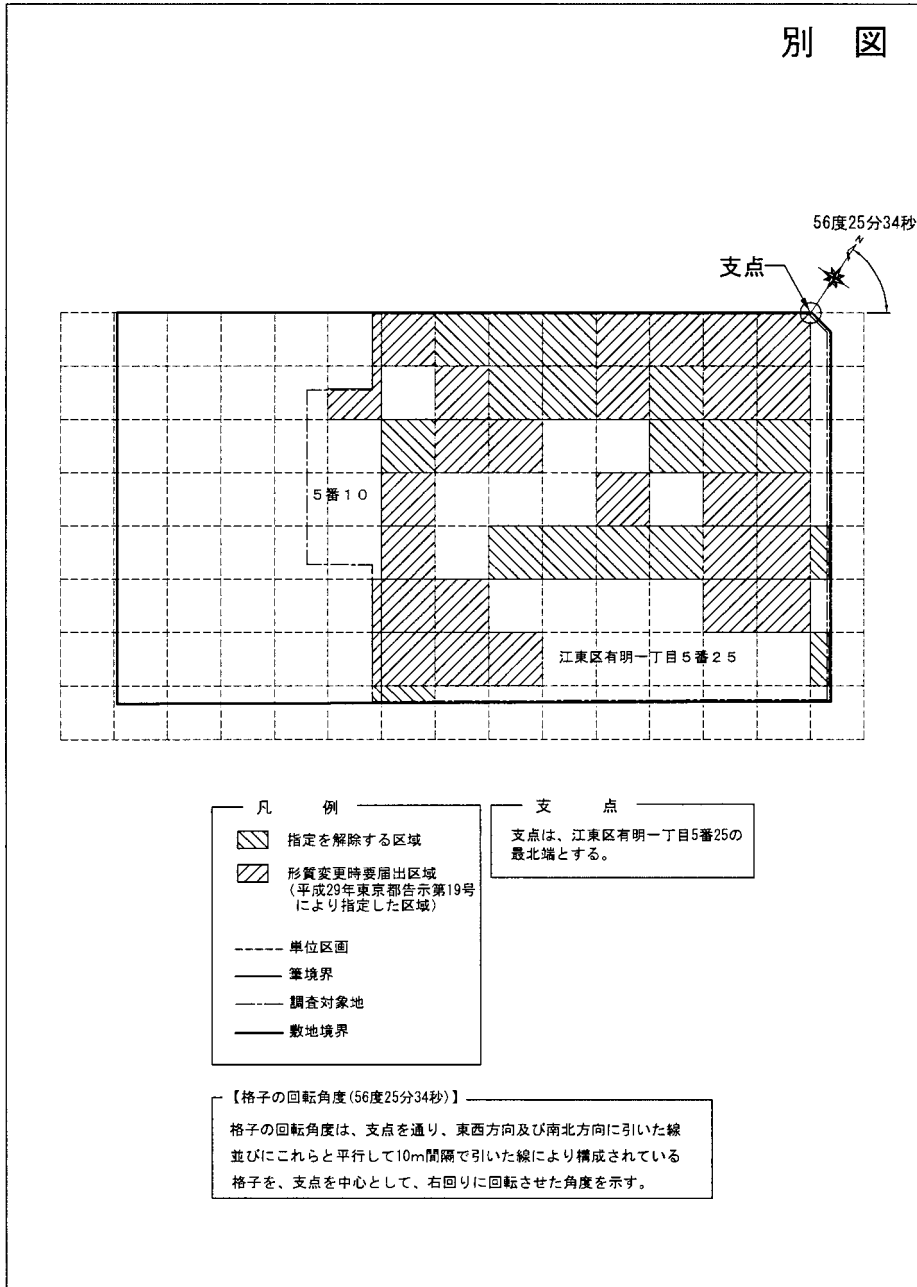 別 図
56度25分34秒
N
支点
5番10
江東区有明一丁目5番25
凡 例
指定を解除する区域
形質変更時要届出区域
(平成29年東京都告示第19号
により指定した区域)
単位区画
筆境界
調査対象地
敷地境界
支 点
支点は、江東区有明一丁目5番25の
最北端とする。
【格子の回転角度(56度25分34秒)】
格子の回転角度は、支点を通り、東西方向及び南北方向に引いた線
並びにこれらと平行して10m間隔で引いた線により構成されている
格子を、支点を中心として、右回りに回転させた角度を示す。